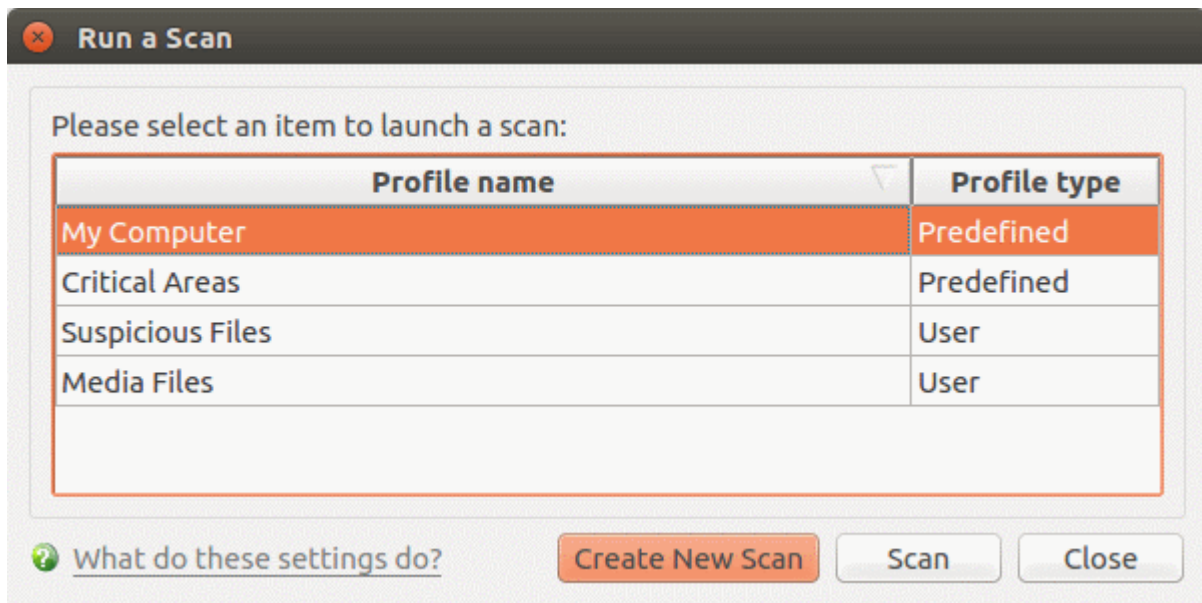 Run a Scan
Please select an item to launch a scan:
Profile name Profile type
My Computer Predefined
Critical Areas Predefined
Suspicious Files User
Media Files User
What do these settings do? Create New Scan Scan Close